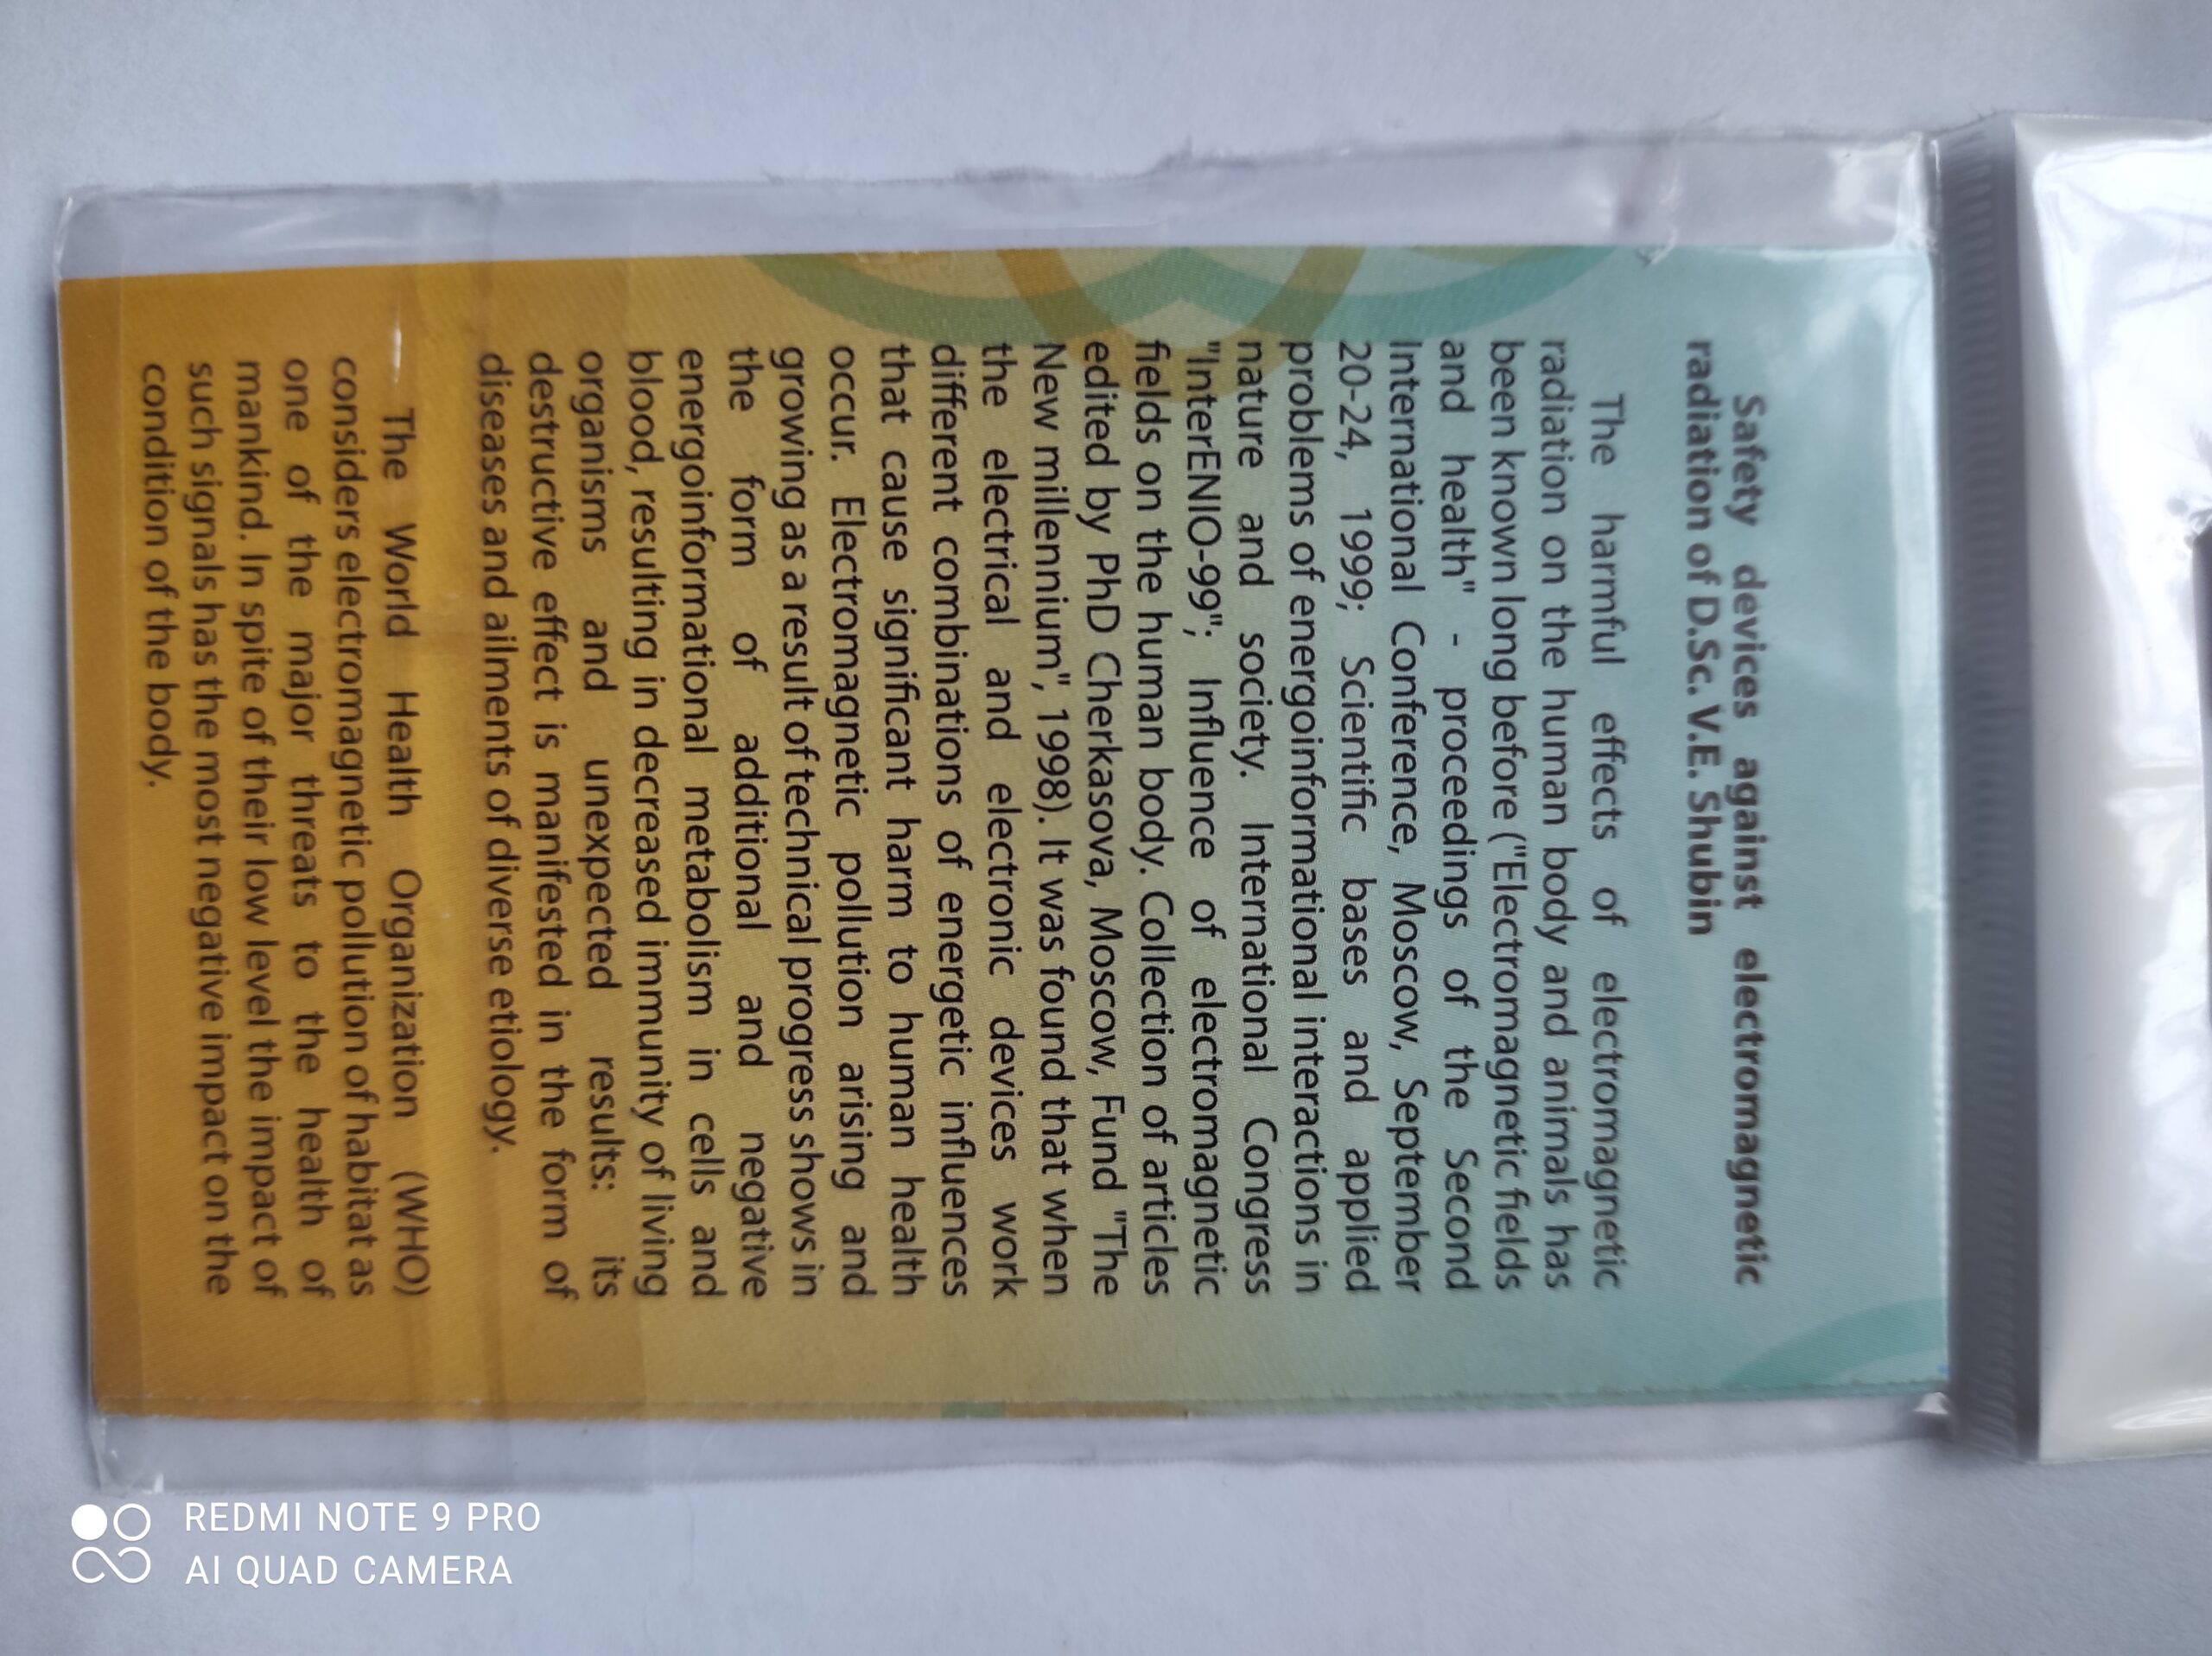 Safety devices against electromagnetic
radiation of D.Sc. V.E. Shubin
The harmful effects of electromagnetic
radiation on the human body and animals has
been known long before ("Electromagnetic fields
and health" - proceedings of the Second
International Conference, Moscow, September
20-24, 1999; Scientific bases and applied
problems of energoinformational interactions in
nature and society. International Congress
"InterENIO-99"; Influence of electromagnetic
fields on the human body. Collection of articles
edited by PhD Cherkasova, Moscow, Fund "The
New millennium", 1998). It was found that when
the electrical and electronic devices work
different combinations of energetic influences
that cause significant harm to human health
occur. Electromagnetic pollution arising and
growing as a result of technical progress shows in
the form of additional and negative
energoinformational metabolism in cells and
blood, resulting in decreased immunity of living
organisms and unexpected results: its
destructive effect is manifested in the form of
diseases and ailments of diverse etiology.
The World Health Organization (WHO)
considers electromagnetic pollution of habitat as
one of the major threats to the health of
mankind. In spite of their low level the impact of
such signals has the most negative impact on the
condition of the body.
REDMI NOTE 9 PRO
AI QUAD CAMERA